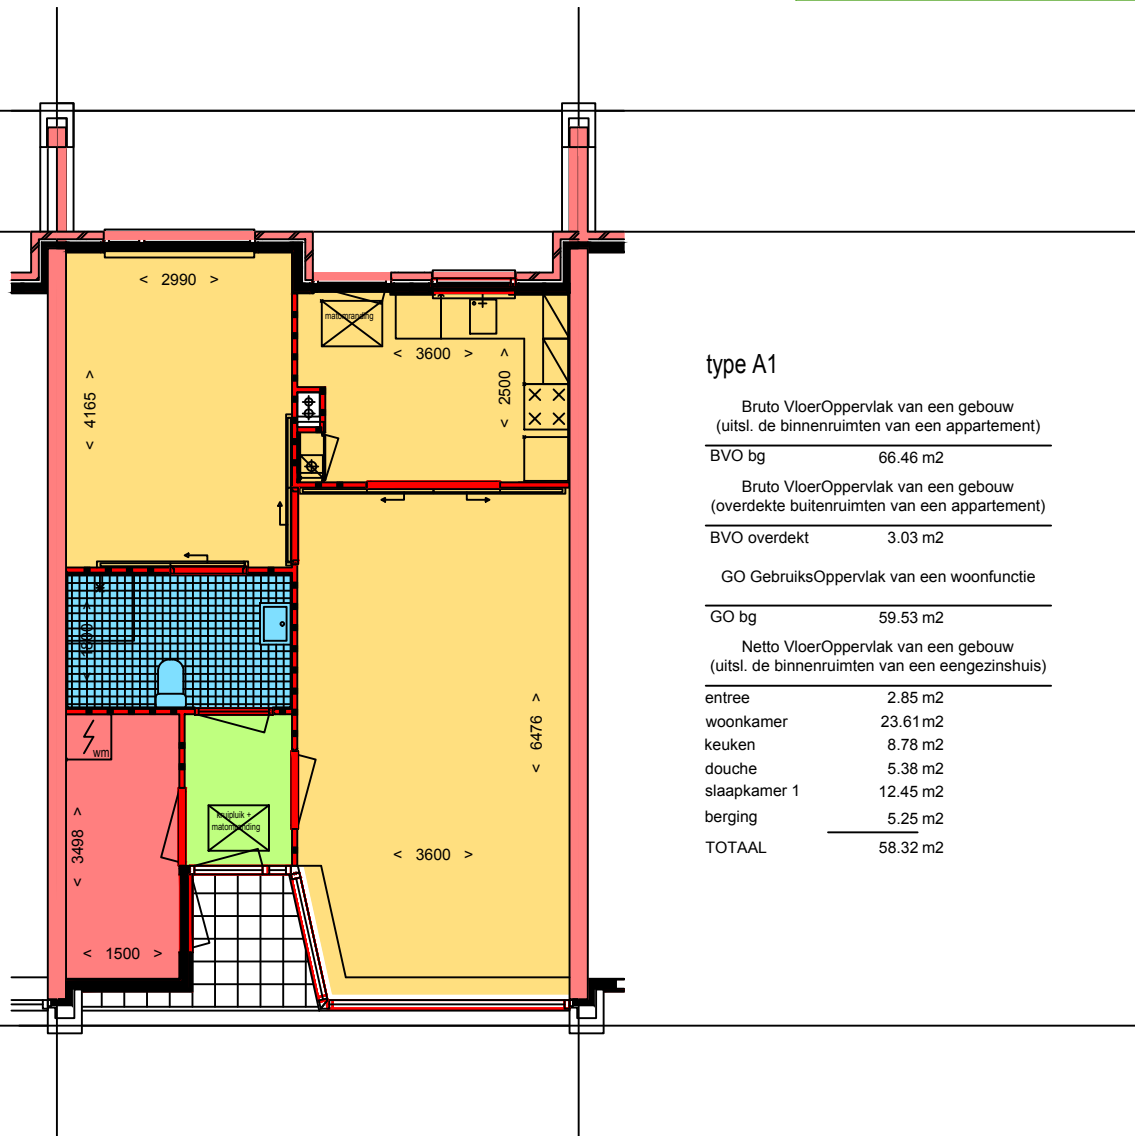 < 2990 >
matomranding
< 3600 >
< 2500 >
< 4165 >
1800
< 6476 >
wm
kruipluik +
matomranding
< 3498 >
< 3600 >
< 1500 >
type A1
Bruto VloerOppervlak van een gebouw
(uitsl. de binnenruimten van een appartement)
BVO bg 66.46 m2
Bruto VloerOppervlak van een gebouw
(overdekte buitenruimten van een appartement)
BVO overdekt 3.03 m2
GO GebruiksOppervlak van een woonfunctie
GO bg 59.53 m2
Netto VloerOppervlak van een gebouw
(uitsl. de binnenruimten van een eengezinshuis)
entree 2.85 m2
woonkamer 23.61 m2
keuken 8.78 m2
douche 5.38 m2
slaapkamer 1 12.45 m2
berging 5.25 m2
TOTAAL 58.32 m2